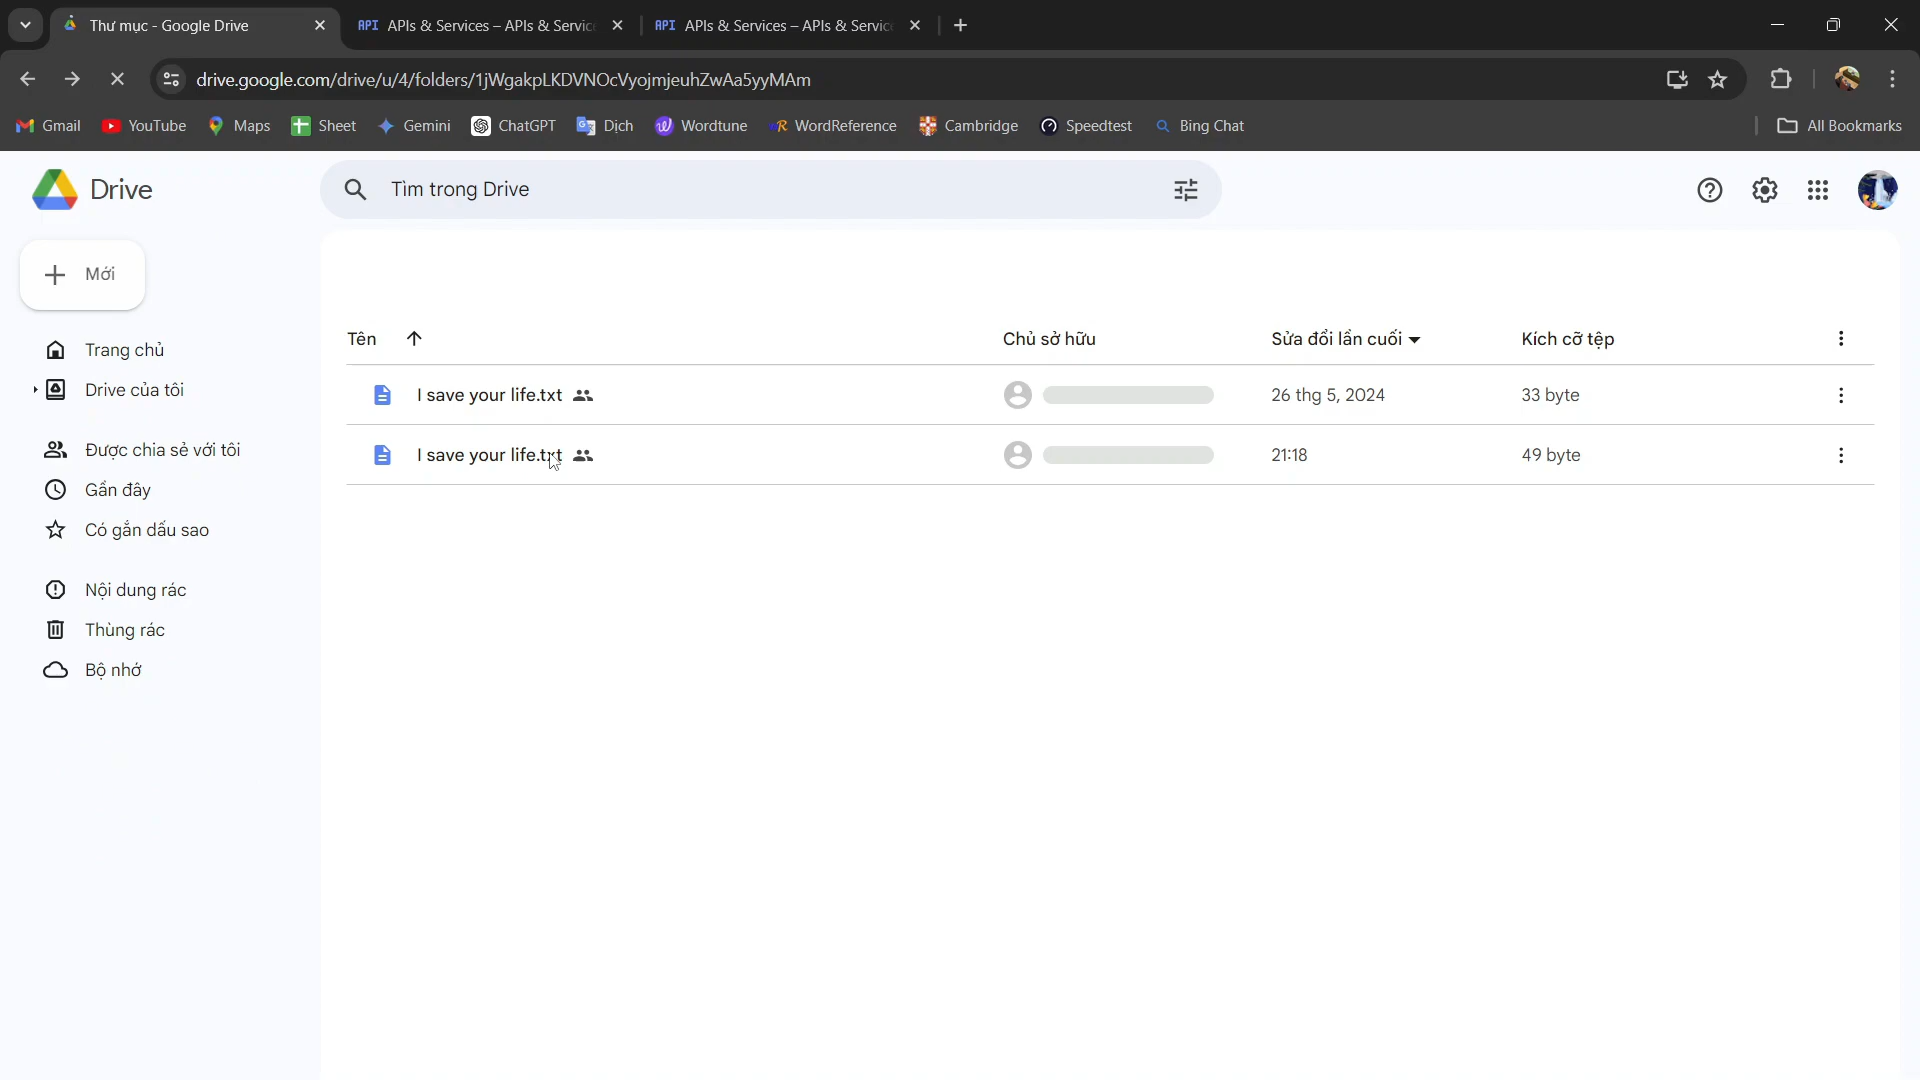 Thư mục - Google Drive
API APIs & Services – APIs & Servic
API APIs & Services – APIs & Servic
drive.google.com/drive/u/4/folders/1jWgakpLKDVNOcVyojmjeuhZwAa5yyMAm
Gmail YouTube Maps Sheet Gemini ChatGPT Dịch Wordtune WordReference Cambridge Speedtest Bing Chat All Bookmarks
Drive
Tìm trong Drive
Mới
Trang chủ
Drive của tôi
Được chia sẻ với tôi
Gần đây
Có gắn dấu sao
Nội dung rác
Thùng rác
Bộ nhớ
Tên Chủ sở hữu Sửa đổi lần cuối Kích cỡ tệp
I save your life.txt 26 thg 5, 2024 33 byte
I save your life.txt 21:18 49 byte